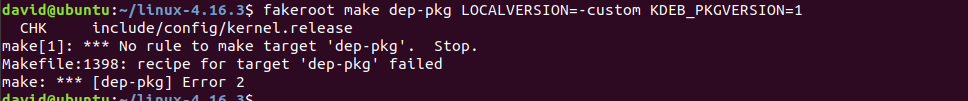 david@ubuntu:~/linux-4.16.3$ fakeroot make dep-pkg LOCALVERSION=-custom KDEB_PKGVERSION=1
  CHK     include/config/kernel.release
make[1]: *** No rule to make target 'dep-pkg'.  Stop.
Makefile:1398: recipe for target 'dep-pkg' failed
make: *** [dep-pkg] Error 2
david@ubuntu:~/linux-4.16.3$